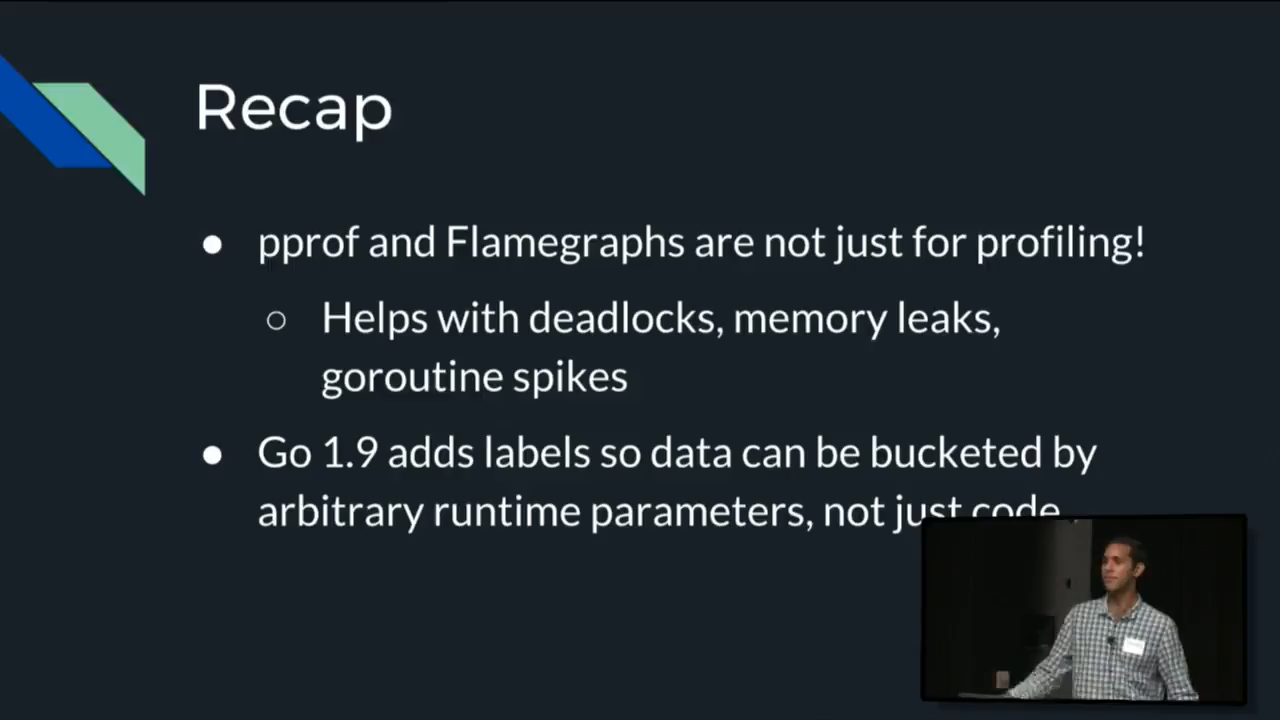 Recap
● pprof and Flamegraphs are not just for profiling!
○ Helps with deadlocks, memory leaks,
goroutine spikes
● Go 1.9 adds labels so data can be bucketed by
arbitrary runtime parameters, not just code